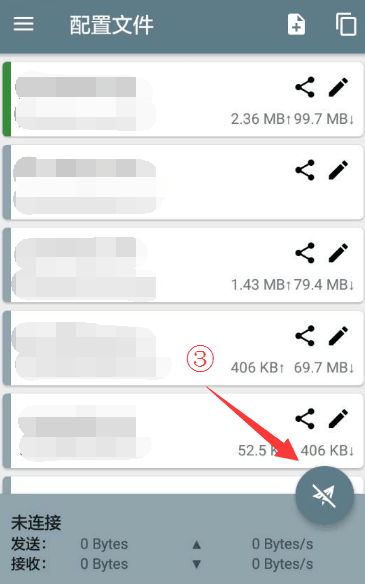 配置文件
2.36 MB↑ 99.7 MB↓
1.43 MB↑ 79.4 MB↓
③
406 KB↑ 69.7 MB↓
52.5 406 KB↓
未连接
发送： 0 Bytes ▲ 0 Bytes/s
接收： 0 Bytes ▼ 0 Bytes/s